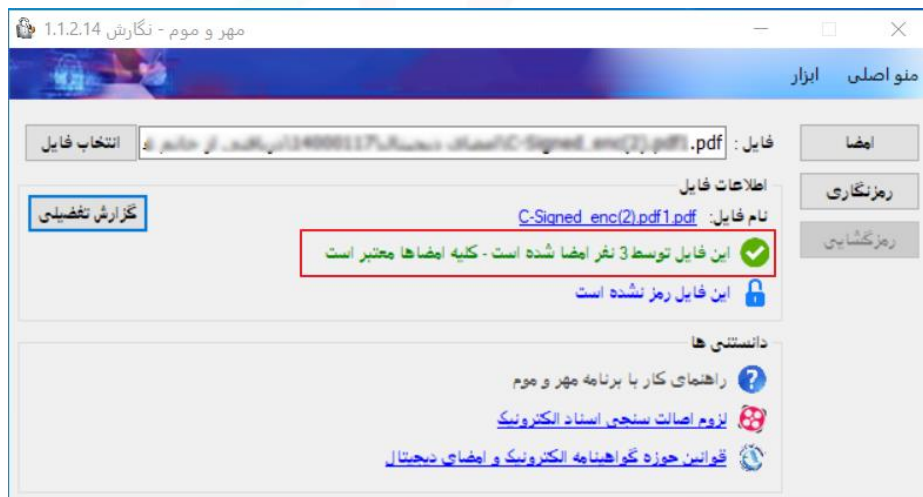 مهر و موم - نگارش 1.1.2.14
منو اصلی ابزار
امضا
رمزنگاری
رمزگشایی
فایل : .pdf انتخاب فایل
اطلاعات فایل
نام فایل: C-Signed_enc(2).pdf1.pdf گزارش تفضیلی
این فایل توسط 3 نفر امضا شده است - کلیه امضاها معتبر است
این فایل رمز نشده است
دانستنی ها
راهنمای کار با برنامه مهر و موم
لزوم اصالت سنجی اسناد الکترونیک
قوانین حوزه گواهینامه الکترونیک و امضای دیجیتال